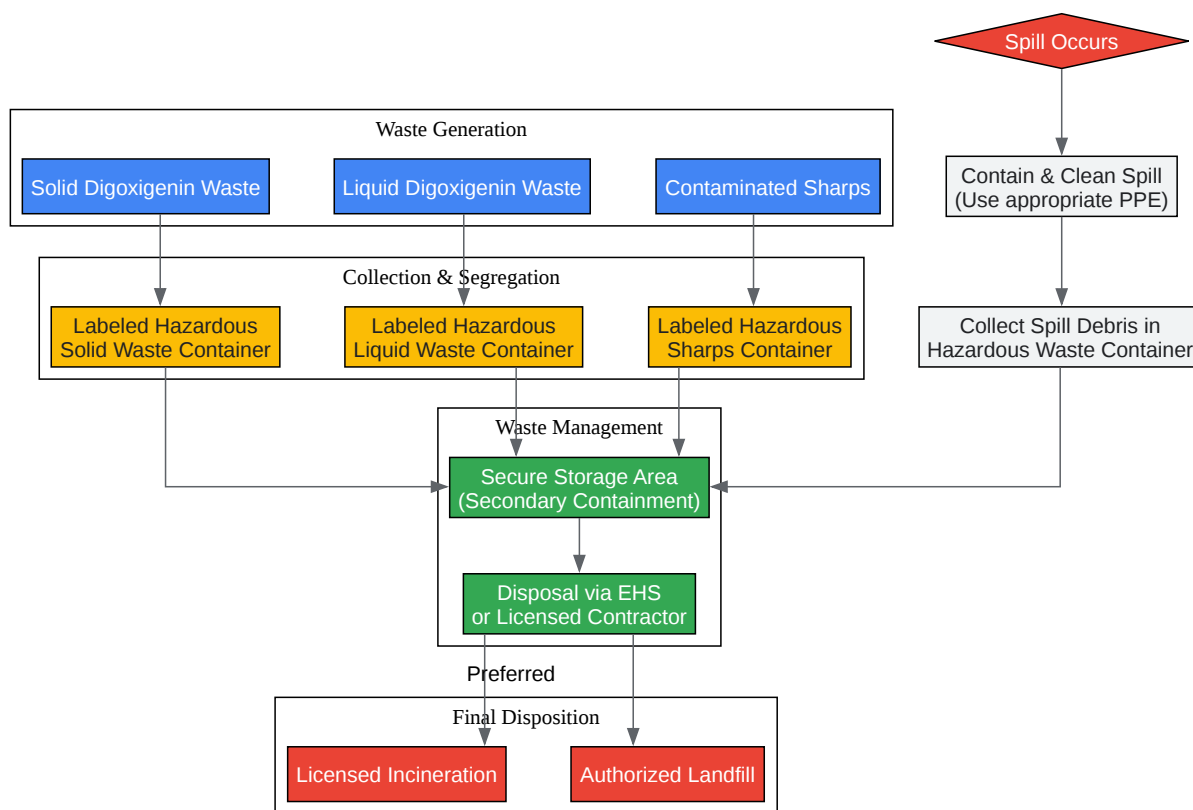 Spill Occurs
Waste Generation
Solid Digoxigenin Waste
Liquid Digoxigenin Waste
Contaminated Sharps
Contain & Clean Spill
(Use appropriate PPE)
Collection & Segregation
Labeled Hazardous
Solid Waste Container
Labeled Hazardous
Liquid Waste Container
Labeled Hazardous
Sharps Container
Collect Spill Debris in
Hazardous Waste Container
Waste Management
Secure Storage Area
(Secondary Containment)
Disposal via EHS
or Licensed Contractor
Preferred
Final Disposition
Licensed Incineration
Authorized Landfill